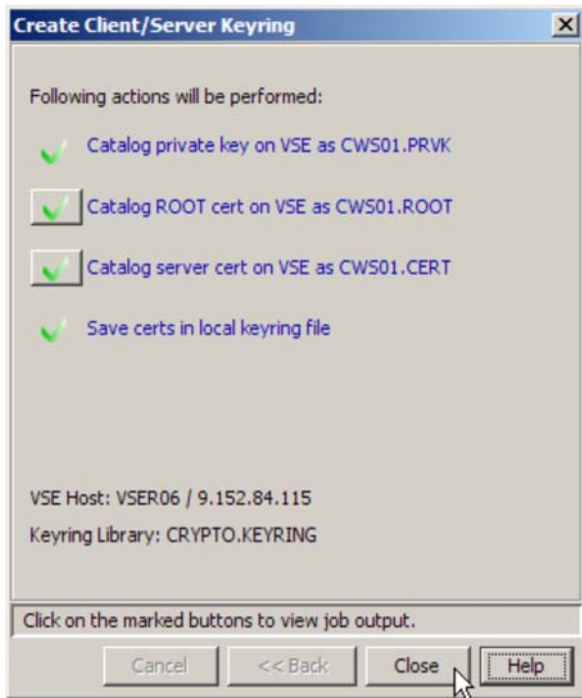 Create Client/Server Keyring
Following actions will be performed:
Catalog private key on VSE as CWS01.PRVK
Catalog ROOT cert on VSE as CWS01.ROOT
Catalog server cert on VSE as CWS01.CERT
Save certs in local keyring file
VSE Host: VSER06 / 9.152.84.115
Keyring Library: CRYPTO.KEYRING
Click on the marked buttons to view job output.
Cancel << Back Close Help